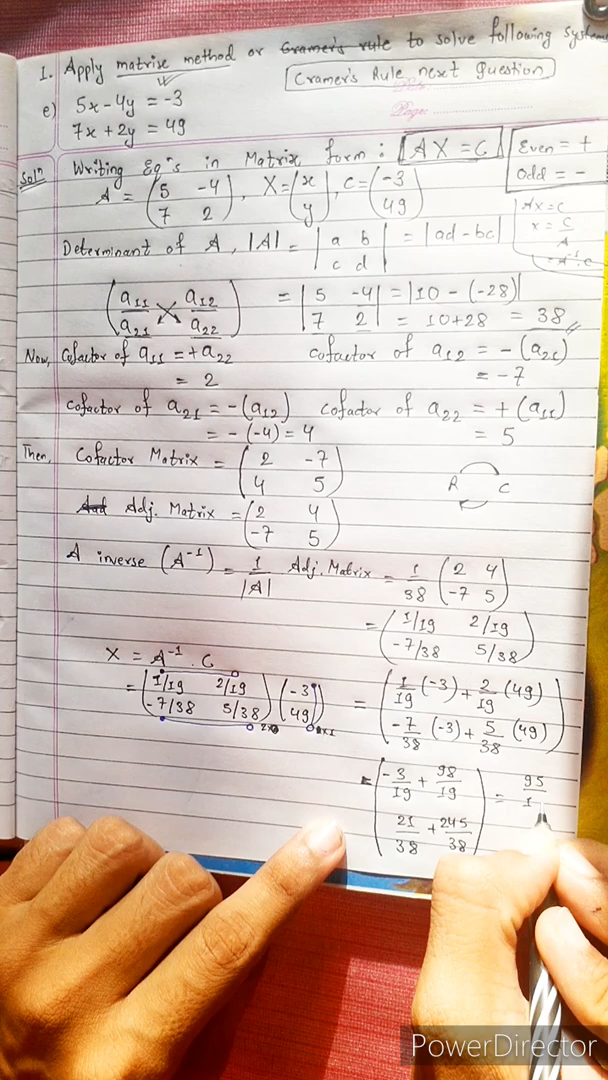 1. Apply matrix method or Cramer's rule to solve following system
Cramer's Rule next Question
Page:
e) 5x - 4y = -3
7x + 2y = 49
Solⁿ Writing Eqⁿs in Matrix form : AX = C
Even = +
Odd = -
A = (5 -4 / 7 2), X = (x / y), C = (-3 / 49)
AX = C
x = C/A
= A⁻¹.C
Determinant of A, |A| = |a b / c d| = |ad - bc|
(a₁₁ a₁₂ / a₂₁ a₂₂) = |5 -4 / 7 2| = |10 - (-28)|
= 10+28 = 38
Now, Cofactor of a₁₁ = +a₂₂ cofactor of a₁₂ = -(a₂₁)
= 2 = -7
cofactor of a₂₁ = -(a₁₂) cofactor of a₂₂ = +(a₁₁)
= -(-4) = 4 = 5
Then, Cofactor Matrix = (2 -7 / 4 5)
R C
Adj. Matrix = (2 4 / -7 5)
A inverse (A⁻¹) = 1/|A| Adj. Matrix = 1/38 (2 4 / -7 5)
= (1/19 2/19 / -7/38 5/38)
X = A⁻¹ . C
= (1/19 2/19 / -7/38 5/38) (-3 / 49) = (1/19 (-3) + 2/19 (49) / -7/38 (-3) + 5/38 (49))
= (-3/19 + 98/19 / 21/38 + 245/38) = 95/1
PowerDirector